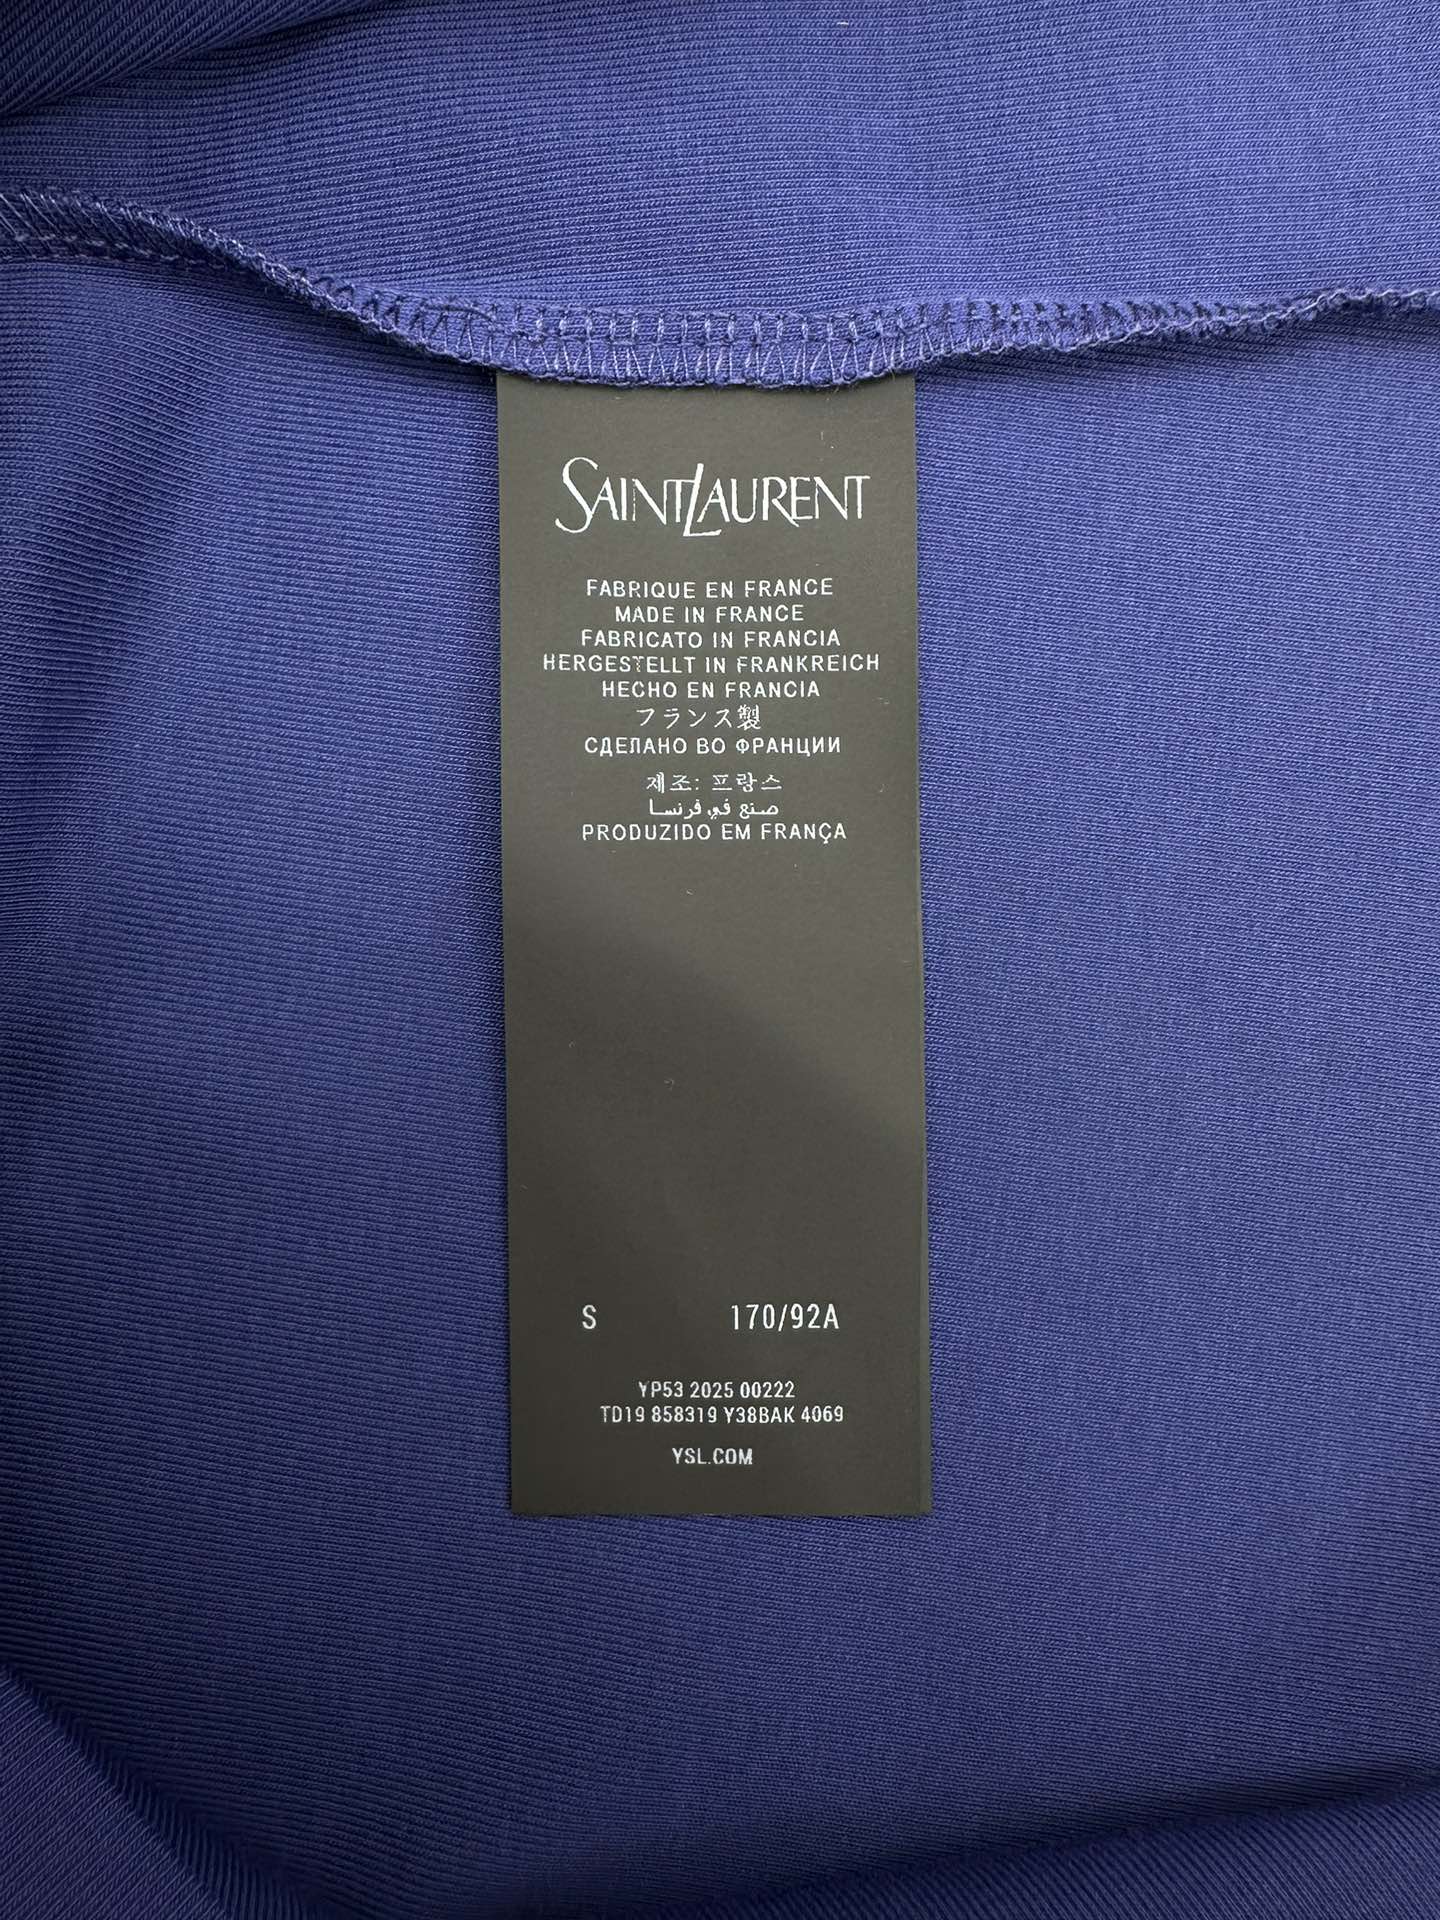 SAINT LAURENT
FABRIQUE EN FRANCE
MADE IN FRANCE
FABRICATO IN FRANCIA
HERGESTELLT IN FRANKREICH
HECHO EN FRANCIA
フランス製
СДЕЛАНО ВО ФРАНЦИИ
제조: 프랑스
صنع في فرنسا
PRODUZIDO EM FRANÇA
S 170/92A
YP53 2025 00222
TD19 858319 Y38BAK 4069
YSL.COM